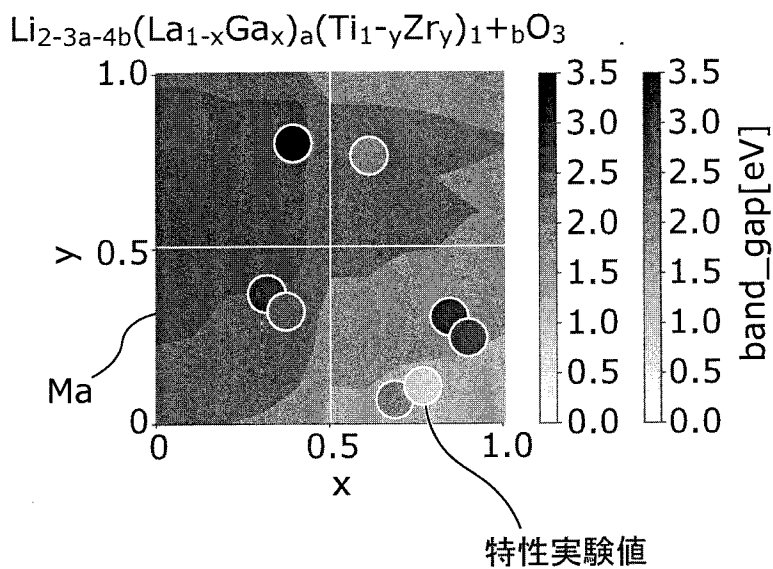 Li2-3a-4b(La1-xGax)a(Ti1-yZry)1+bO3
1.0
0.5
0
y
Ma
0 0.5 1.0
x
3.5 3.5
3.0 3.0
2.5 2.5
2.0 2.0
1.5 1.5
1.0 1.0
0.5 0.5
0.0 0.0
band_gap[eV]
特性実験値